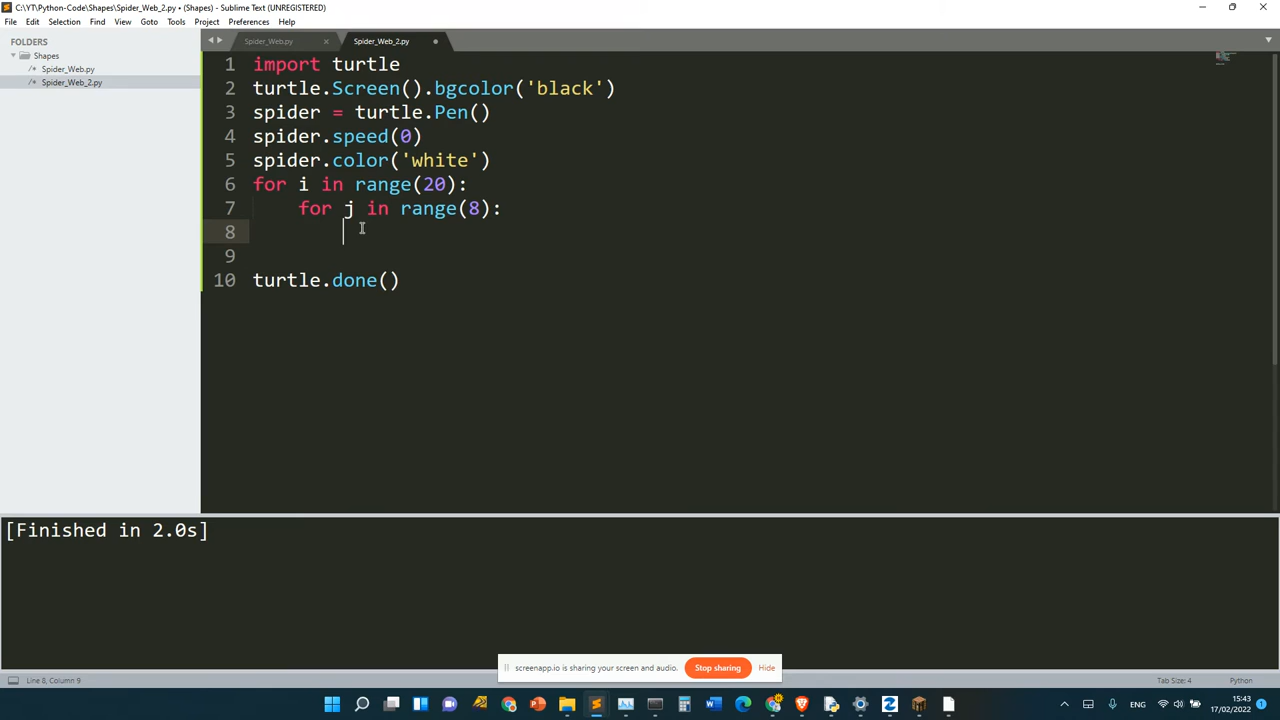 C:\YT\Python-Code\Shapes\Spider_Web_2.py • (Shapes) - Sublime Text (UNREGISTERED)
File Edit Selection Find View Goto Tools Project Preferences Help
FOLDERS
Shapes
/* Spider_Web.py
/* Spider_Web_2.py
Spider_Web.py
Spider_Web_2.py
1 import turtle
2 turtle.Screen().bgcolor('black')
3 spider = turtle.Pen()
4 spider.speed(0)
5 spider.color('white')
6 for i in range(20):
7 for j in range(8):
8
9
10 turtle.done()
[Finished in 2.0s]
screenapp.io is sharing your screen and audio. Stop sharing Hide
Line 8, Column 9 Tab Size: 4 Python
ENG
15:43
17/02/2022